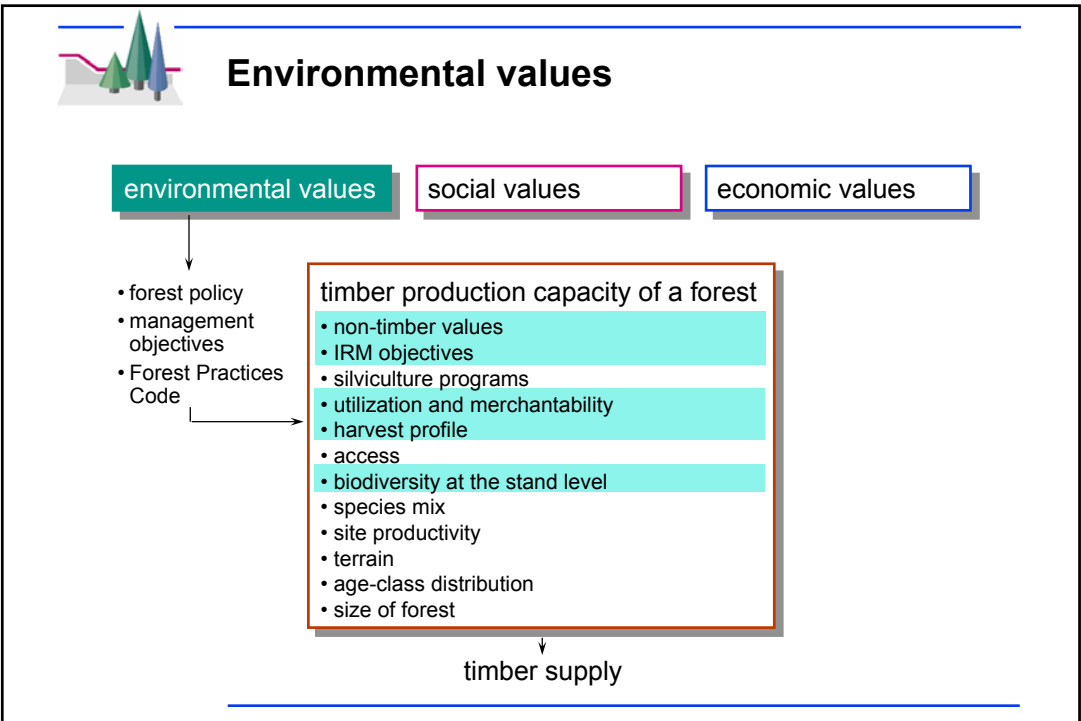 Environmental values
environmental values
social values
economic values
• forest policy
• management
objectives
• Forest Practices
Code
timber production capacity of a forest
• non-timber values
• IRM objectives
• silviculture programs
• utilization and merchantability
• harvest profile
• access
• biodiversity at the stand level
• species mix
• site productivity
• terrain
• age-class distribution
• size of forest
timber supply